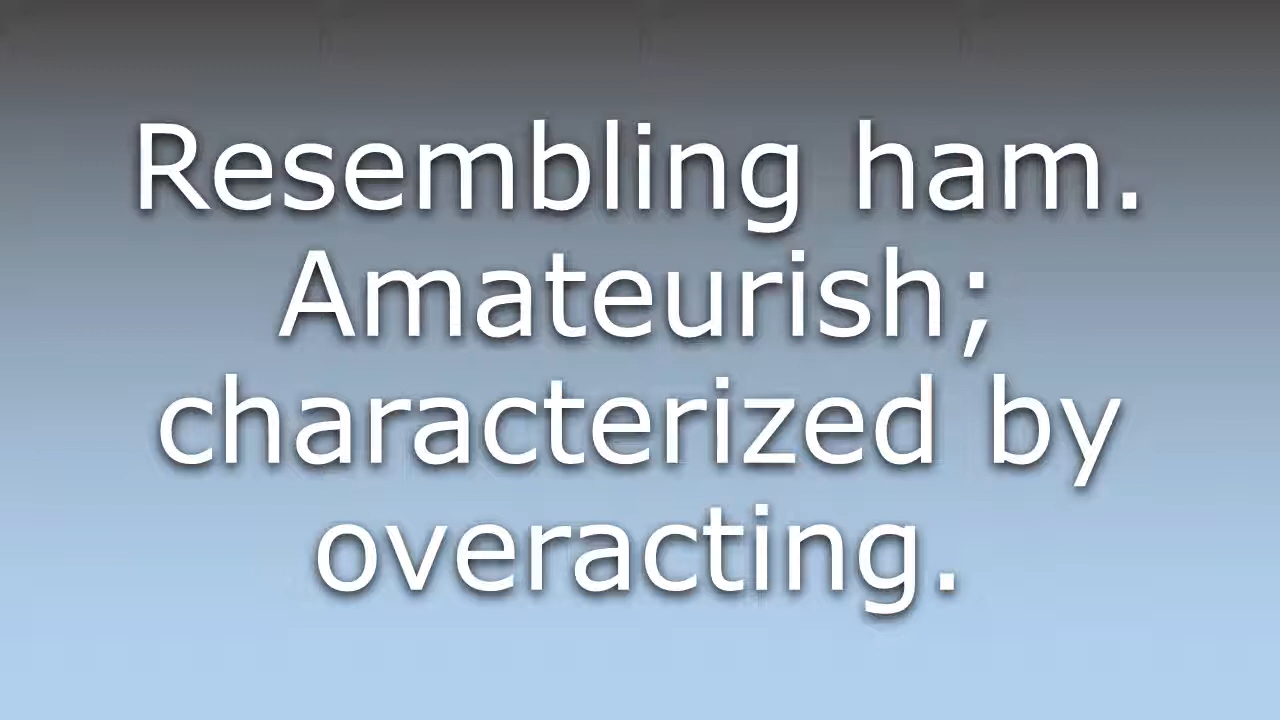 Resembling ham.
Amateurish;
characterized by
overacting.